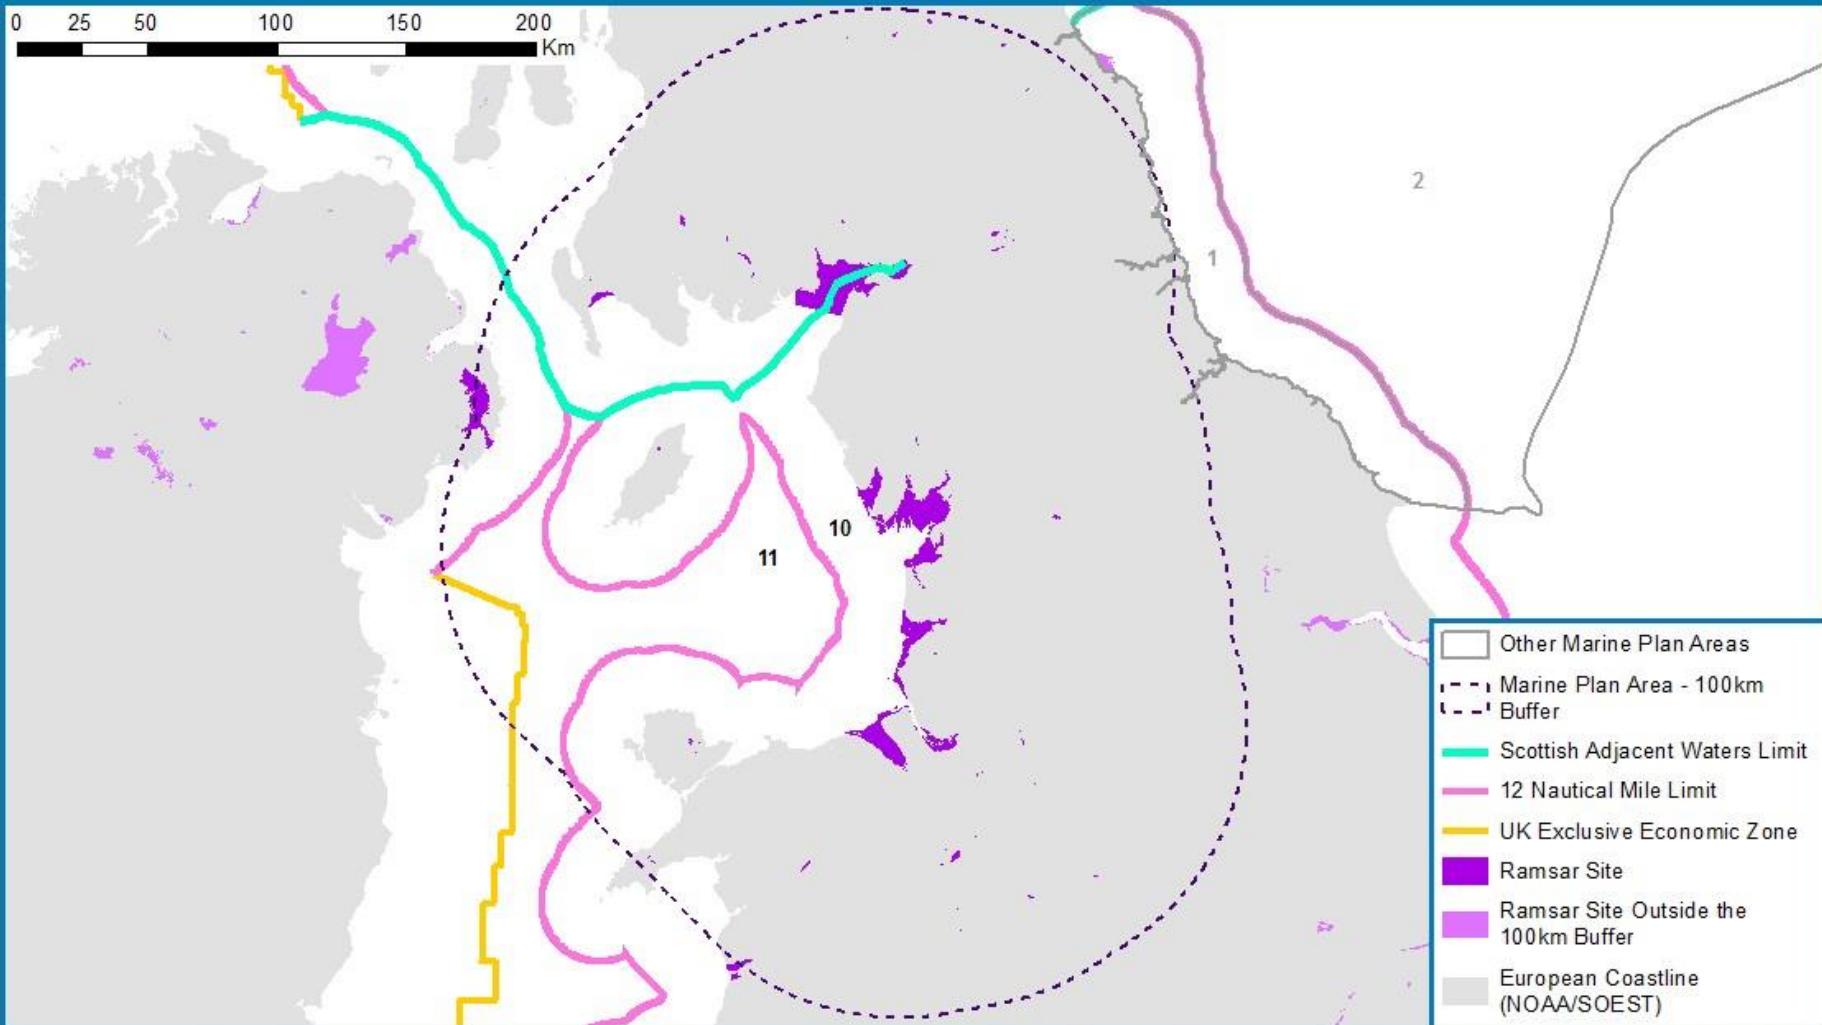 0 25 50 100 150 200
Km
2
1
10
11
Other Marine Plan Areas
Marine Plan Area - 100km
Buffer
Scottish Adjacent Waters Limit
12 Nautical Mile Limit
UK Exclusive Economic Zone
Ramsar Site
Ramsar Site Outside the
100km Buffer
European Coastline
(NOAA/SOEST)